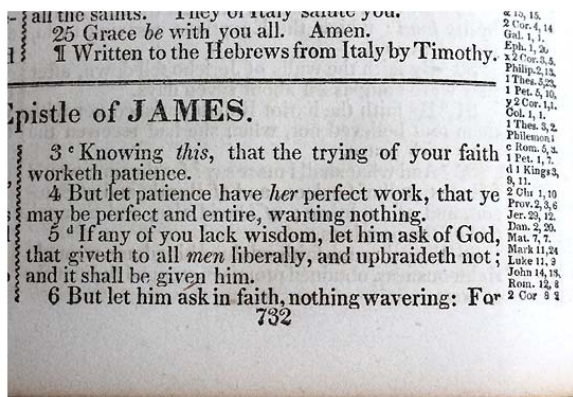 all the saints. They of Italy salute you.
25 Grace be with you all. Amen.
¶ Written to the Hebrews from Italy by Timothy.
Epistle of JAMES.
3 c Knowing this, that the trying of your faith
worketh patience.
4 But let patience have her perfect work, that ye
may be perfect and entire, wanting nothing.
5 d If any of you lack wisdom, let him ask of God,
that giveth to all men liberally, and upbraideth not;
and it shall be given him.
6 But let him ask in faith, nothing wavering: For
732
& 15, 15.
2 Cor. 4, 14
Gal. 1, 1.
Eph. 1, 20
x 2 Cor. 3, 5.
Philip. 2, 13.
1 Thes. 5, 23.
1 Pet. 5, 10.
y 2 Cor. 1, 1.
Col. 1, 1.
1 Thes. 3, 2.
Philemon
c Rom. 5, 3.
1 Pet. 1, 7.
d 1 Kings 3,
9, 11.
2 Chr 1, 10
Prov. 2, 3, 6
Jer. 29, 12.
Dan. 2, 20.
Mat. 7, 7.
Mark 11, 24
Luke 11, 9
John 14, 13.
Rom. 12, 8
2 Cor 8 2